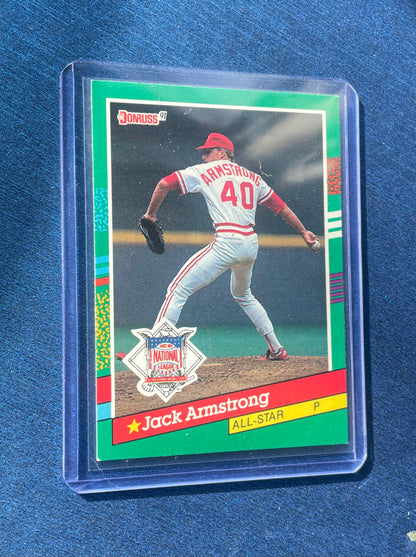 DONRUSS 91
ARMSTRONG
40
NATIONAL
LEAGUE
★Jack Armstrong
ALL-STAR P